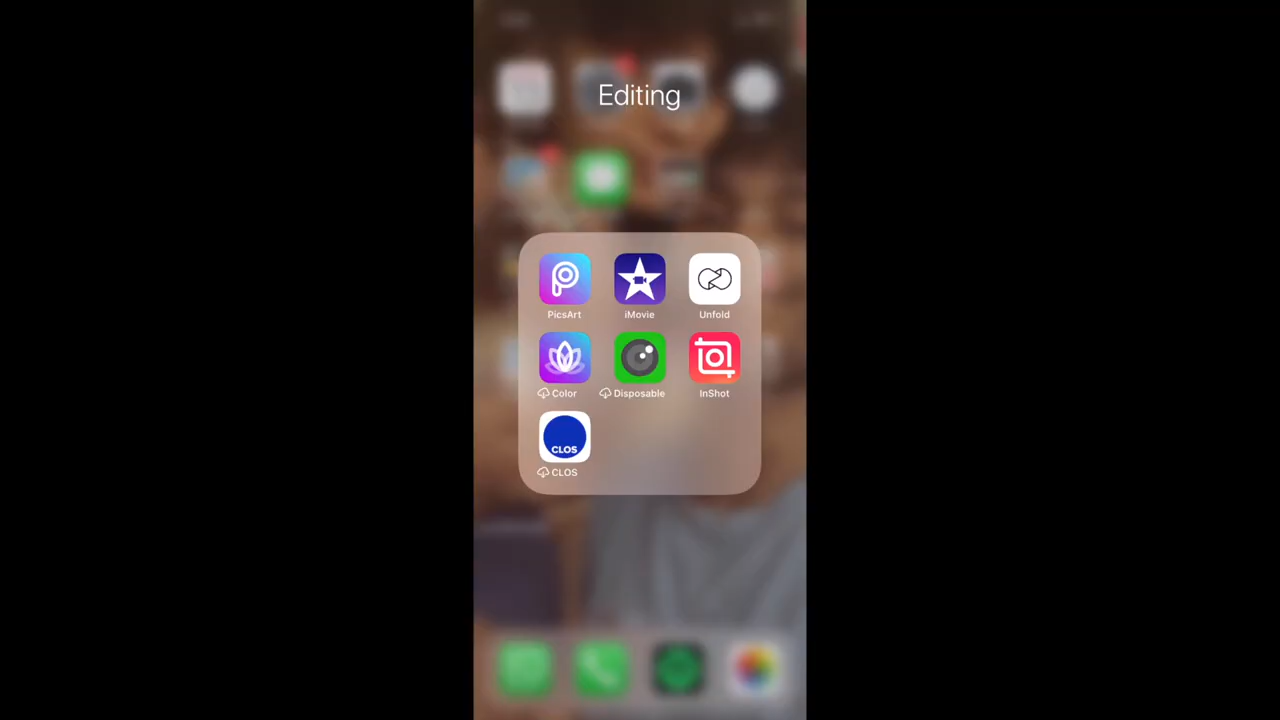 Editing
PicsArt
iMovie
Unfold
Color
Disposable
InShot
CLOS
CLOS